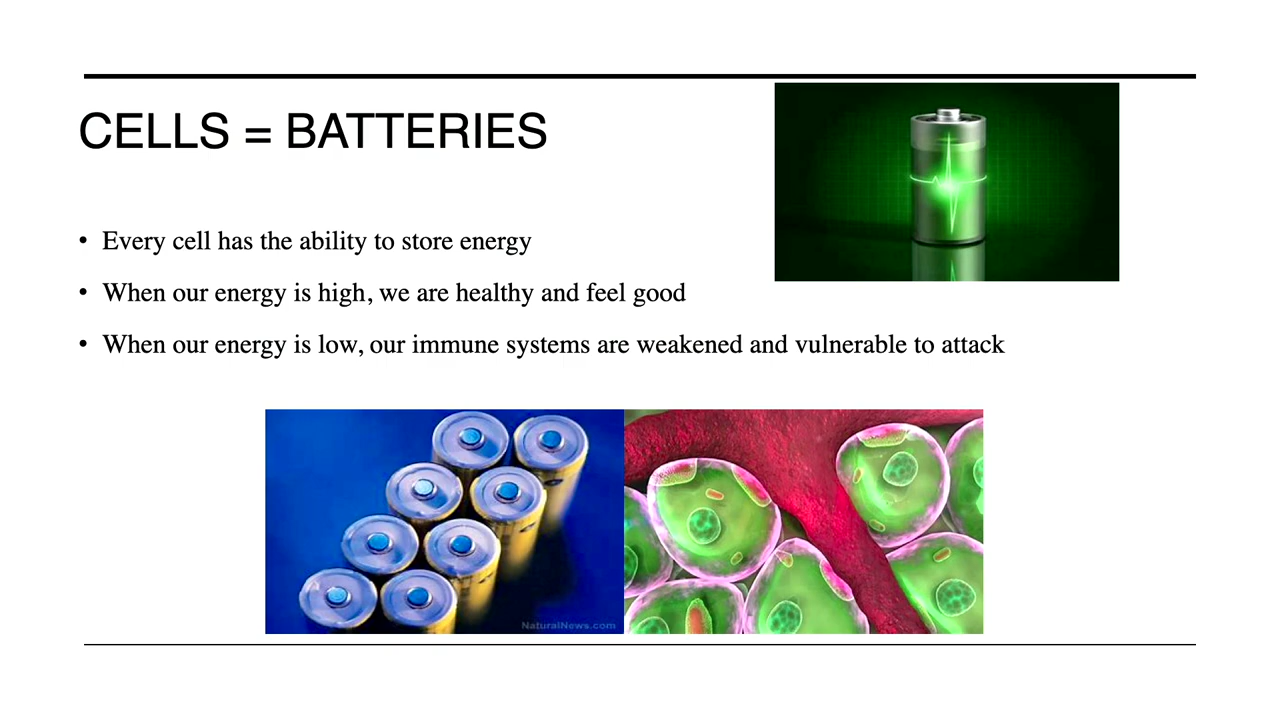 CELLS = BATTERIES
• Every cell has the ability to store energy
• When our energy is high, we are healthy and feel good
• When our energy is low, our immune systems are weakened and vulnerable to attack
NaturalNews.com